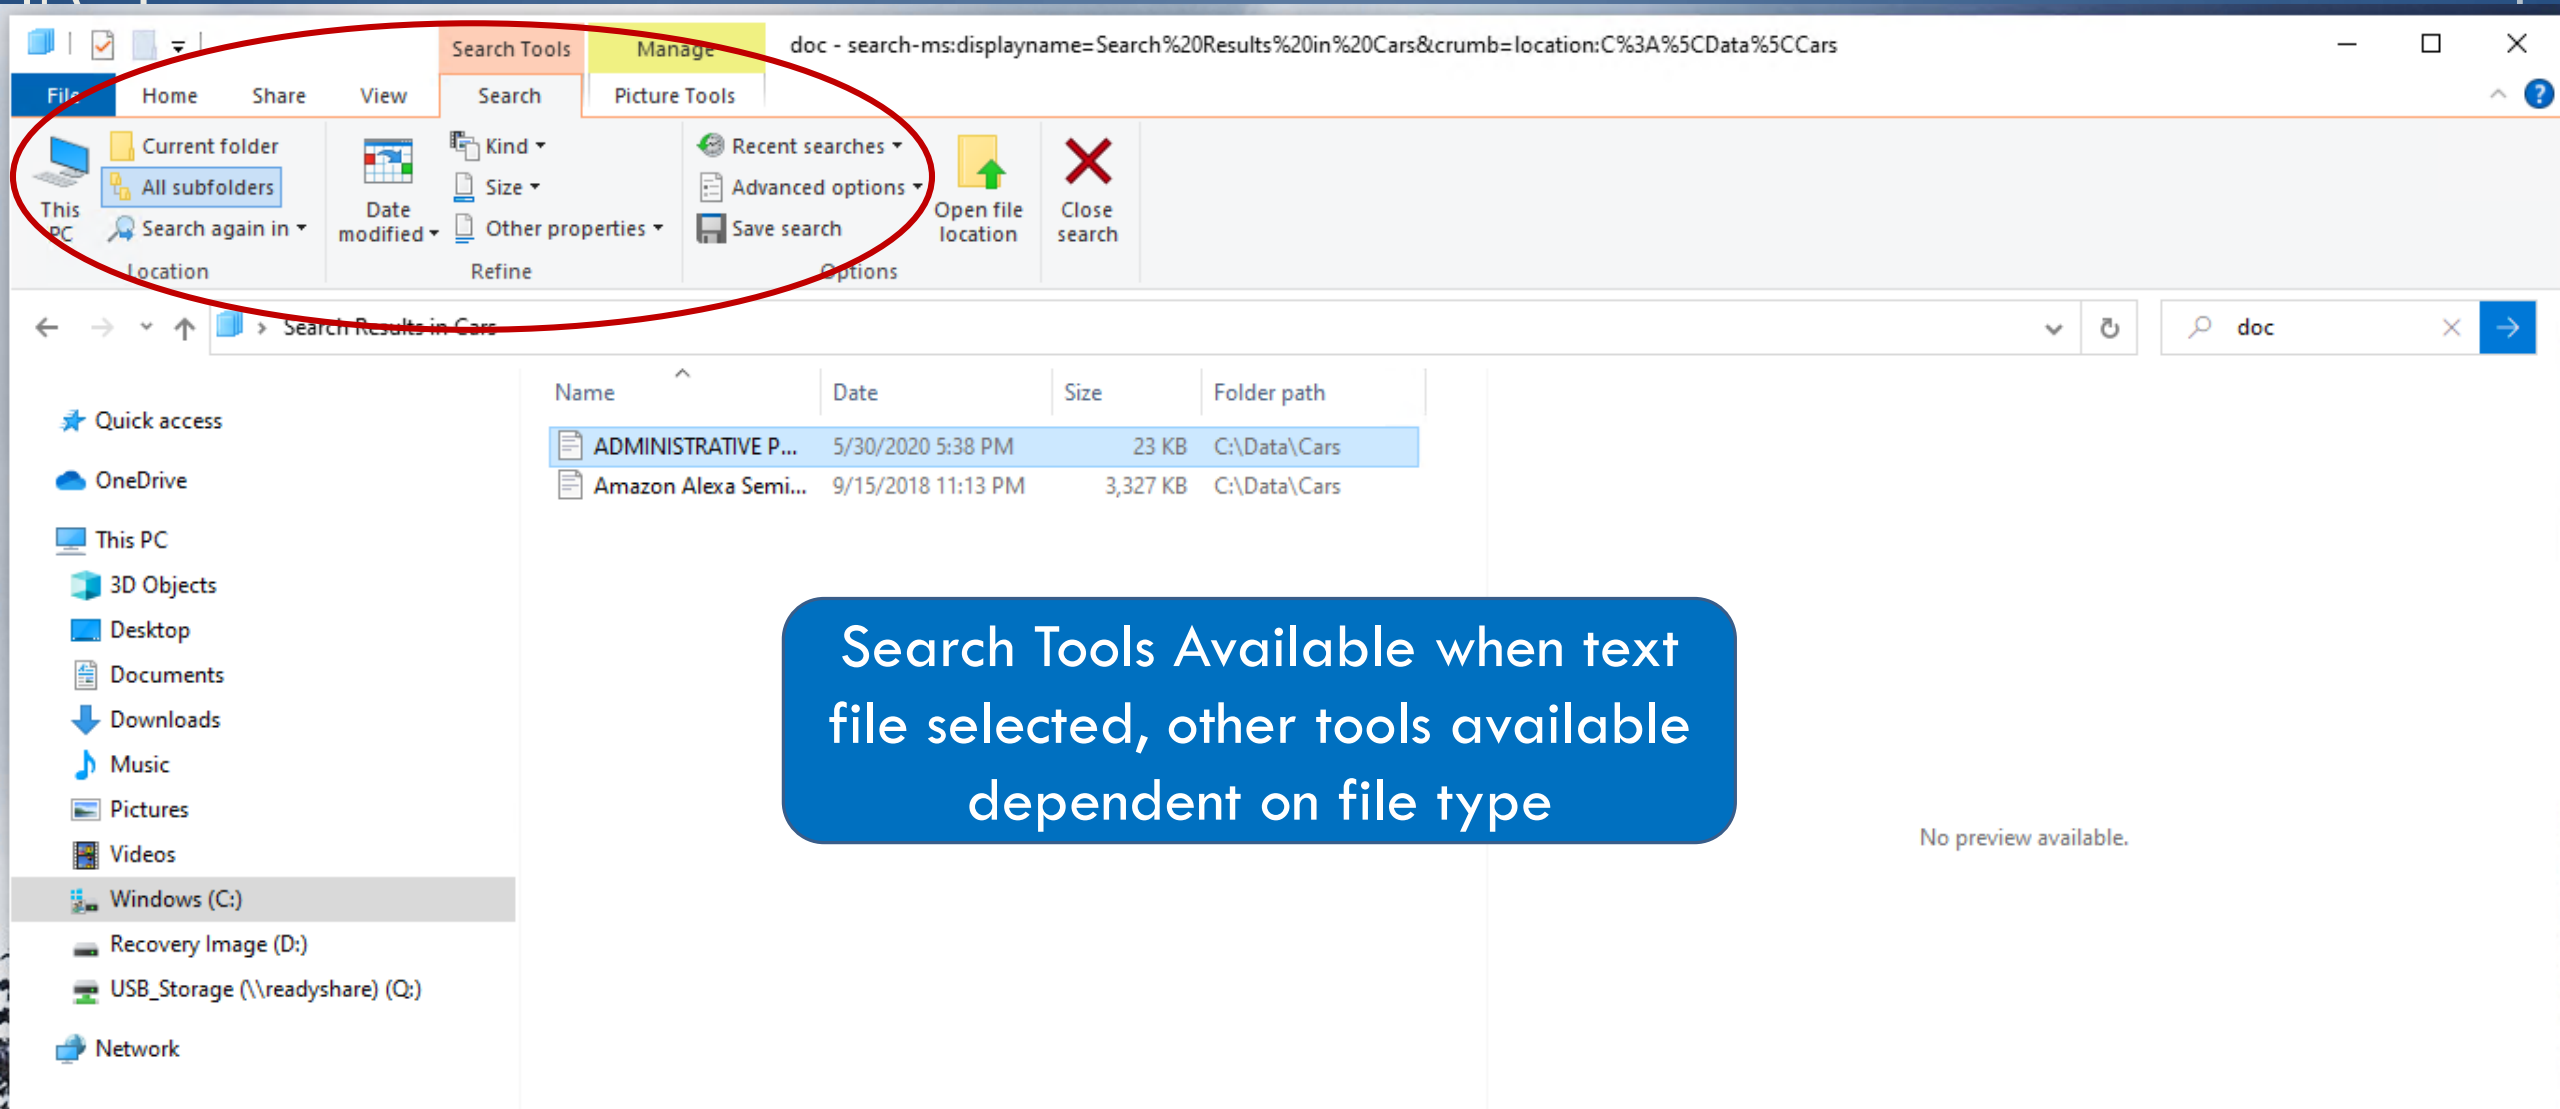 Search Tools Manage doc - search-ms:displayname=Search%20Results%20in%20Cars&crumb=location:C%3A%5CData%5CCars
File Home Share View Search Picture Tools
This PC
Current folder
All subfolders
Search again in
Location
Date modified
Kind
Size
Other properties
Refine
Recent searches
Advanced options
Save search
Options
Open file location
Close search
Search Results in Cars
doc
Name Date Size Folder path
ADMINISTRATIVE P... 5/30/2020 5:38 PM 23 KB C:\Data\Cars
Amazon Alexa Semi... 9/15/2018 11:13 PM 3,327 KB C:\Data\Cars
Quick access
OneDrive
This PC
3D Objects
Desktop
Documents
Downloads
Music
Pictures
Videos
Windows (C:)
Recovery Image (D:)
USB_Storage (\\readyshare) (Q:)
Network
Search Tools Available when text
file selected, other tools available
dependent on file type
No preview available.